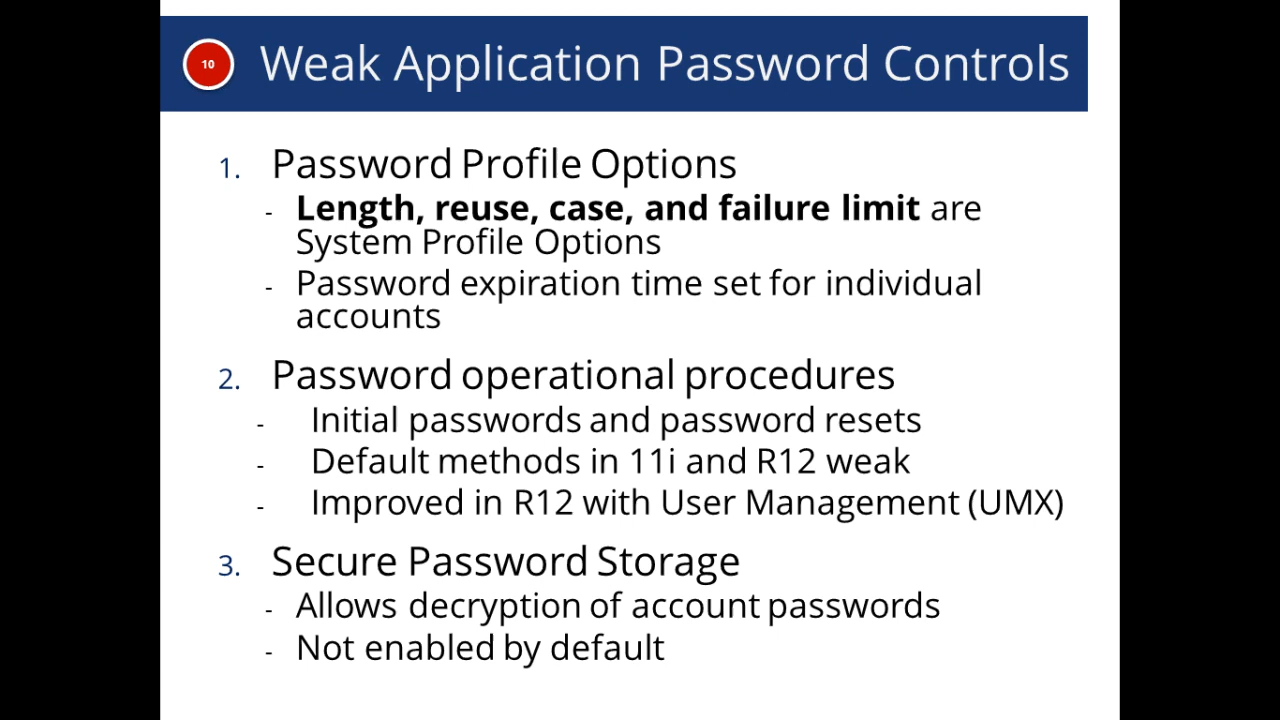 10
Weak Application Password Controls
1. Password Profile Options
- Length, reuse, case, and failure limit are
System Profile Options
- Password expiration time set for individual
accounts
2. Password operational procedures
- Initial passwords and password resets
- Default methods in 11i and R12 weak
- Improved in R12 with User Management (UMX)
3. Secure Password Storage
- Allows decryption of account passwords
- Not enabled by default